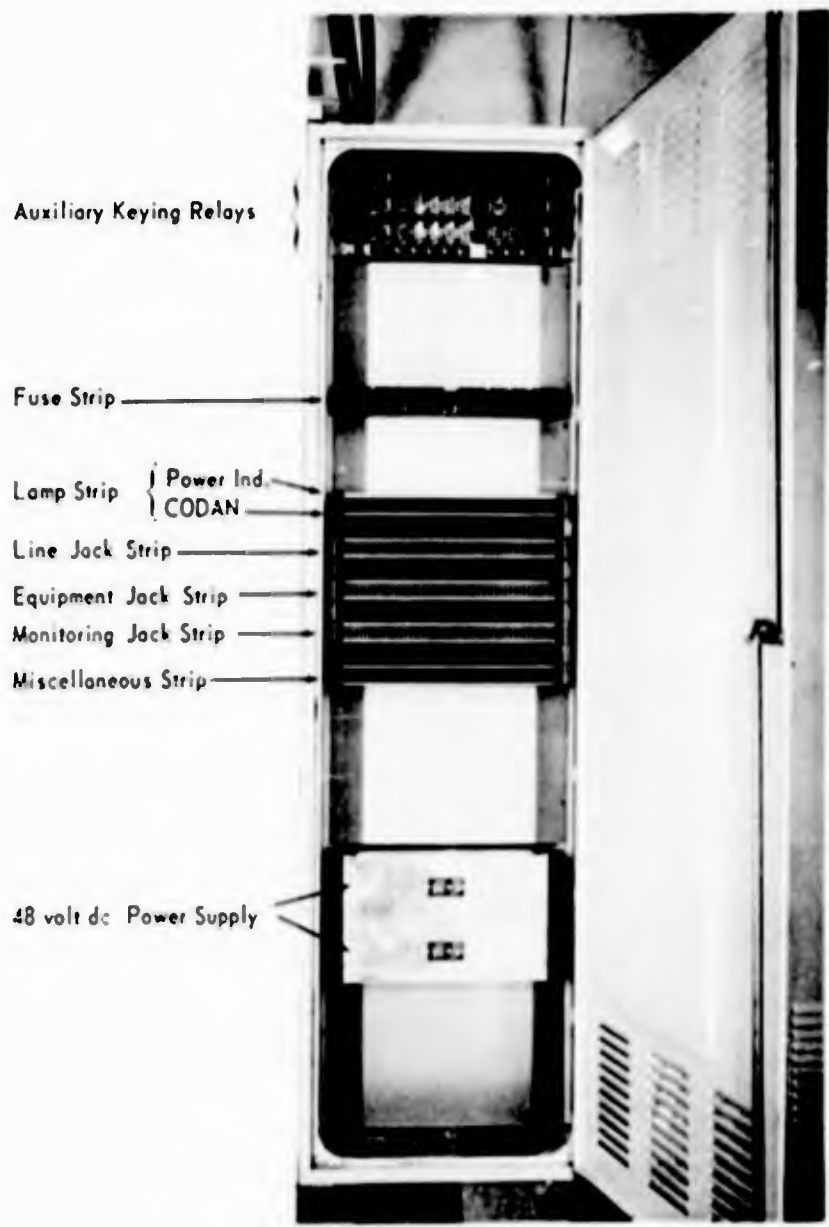 Auxiliary Keying Relays
Fuse Strip
Lamp Strip { Power Ind.
CODAN
Line Jack Strip
Equipment Jack Strip
Monitoring Jack Strip
Miscellaneous Strip
48 volt dc Power Supply